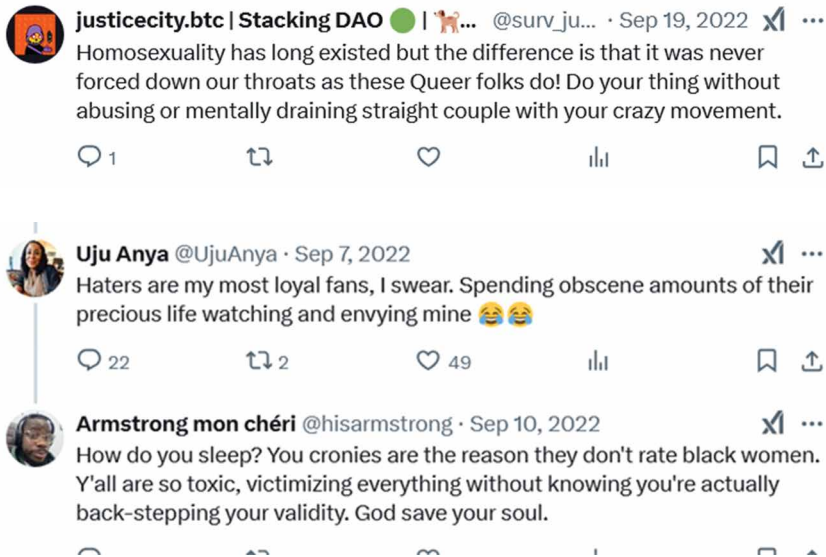 justicecity.btc | Stacking DAO 🟢 | 🐕... @surv_ju... · Sep 19, 2022
Homosexuality has long existed but the difference is that it was never
forced down our throats as these Queer folks do! Do your thing without
abusing or mentally draining straight couple with your crazy movement.
1
Uju Anya @UjuAnya · Sep 7, 2022
Haters are my most loyal fans, I swear. Spending obscene amounts of their
precious life watching and envying mine 😂😂
22 2 49
Armstrong mon chéri @hisarmstrong · Sep 10, 2022
How do you sleep? You cronies are the reason they don't rate black women.
Y'all are so toxic, victimizing everything without knowing you're actually
back-stepping your validity. God save your soul.